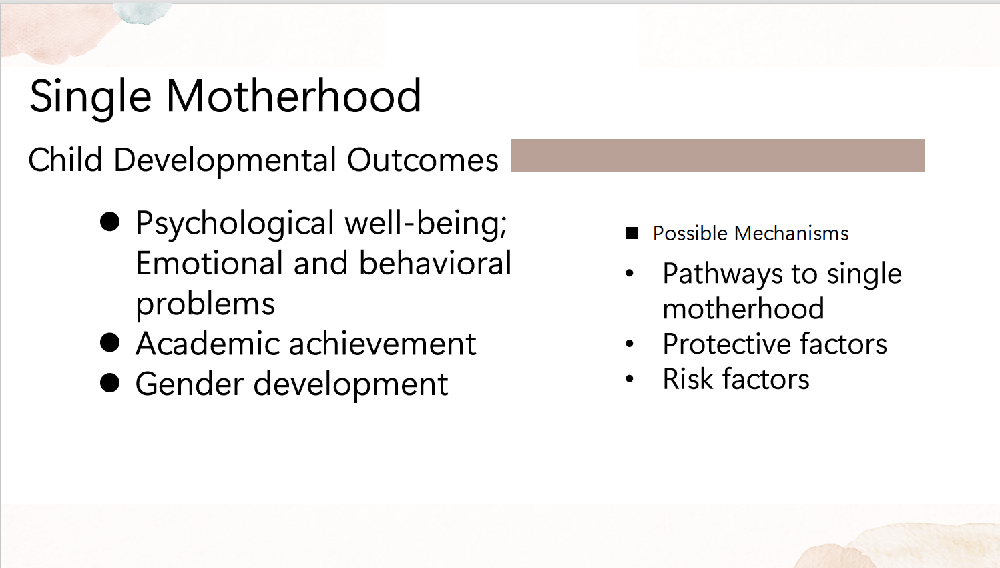 Single Motherhood
Child Developmental Outcomes
● Psychological well-being;
Emotional and behavioral
problems
● Academic achievement
● Gender development
■ Possible Mechanisms
• Pathways to single
motherhood
• Protective factors
• Risk factors